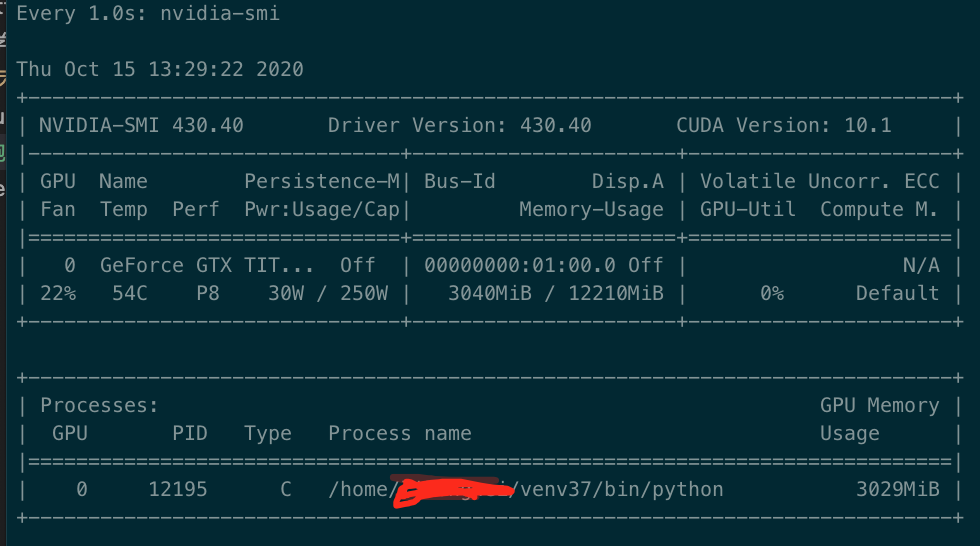 Every 1.0s: nvidia-smi
Thu Oct 15 13:29:22 2020
+-----------------------------------------------------------------------------+
| NVIDIA-SMI 430.40       Driver Version: 430.40       CUDA Version: 10.1     |
|-------------------------------+----------------------+----------------------+
| GPU  Name        Persistence-M| Bus-Id        Disp.A | Volatile Uncorr. ECC |
| Fan  Temp  Perf  Pwr:Usage/Cap|         Memory-Usage | GPU-Util  Compute M. |
|===============================+======================+======================|
|   0  GeForce GTX TIT...  Off  | 00000000:01:00.0 Off |                  N/A |
| 22%   54C    P8    30W / 250W |   3040MiB / 12210MiB |      0%      Default |
+-------------------------------+----------------------+----------------------+
+-----------------------------------------------------------------------------+
| Processes:                                                       GPU Memory |
|  GPU       PID   Type   Process name                             Usage      |
|=============================================================================|
|    0     12195      C   /home/ /venv37/bin/python           3029MiB |
+-----------------------------------------------------------------------------+